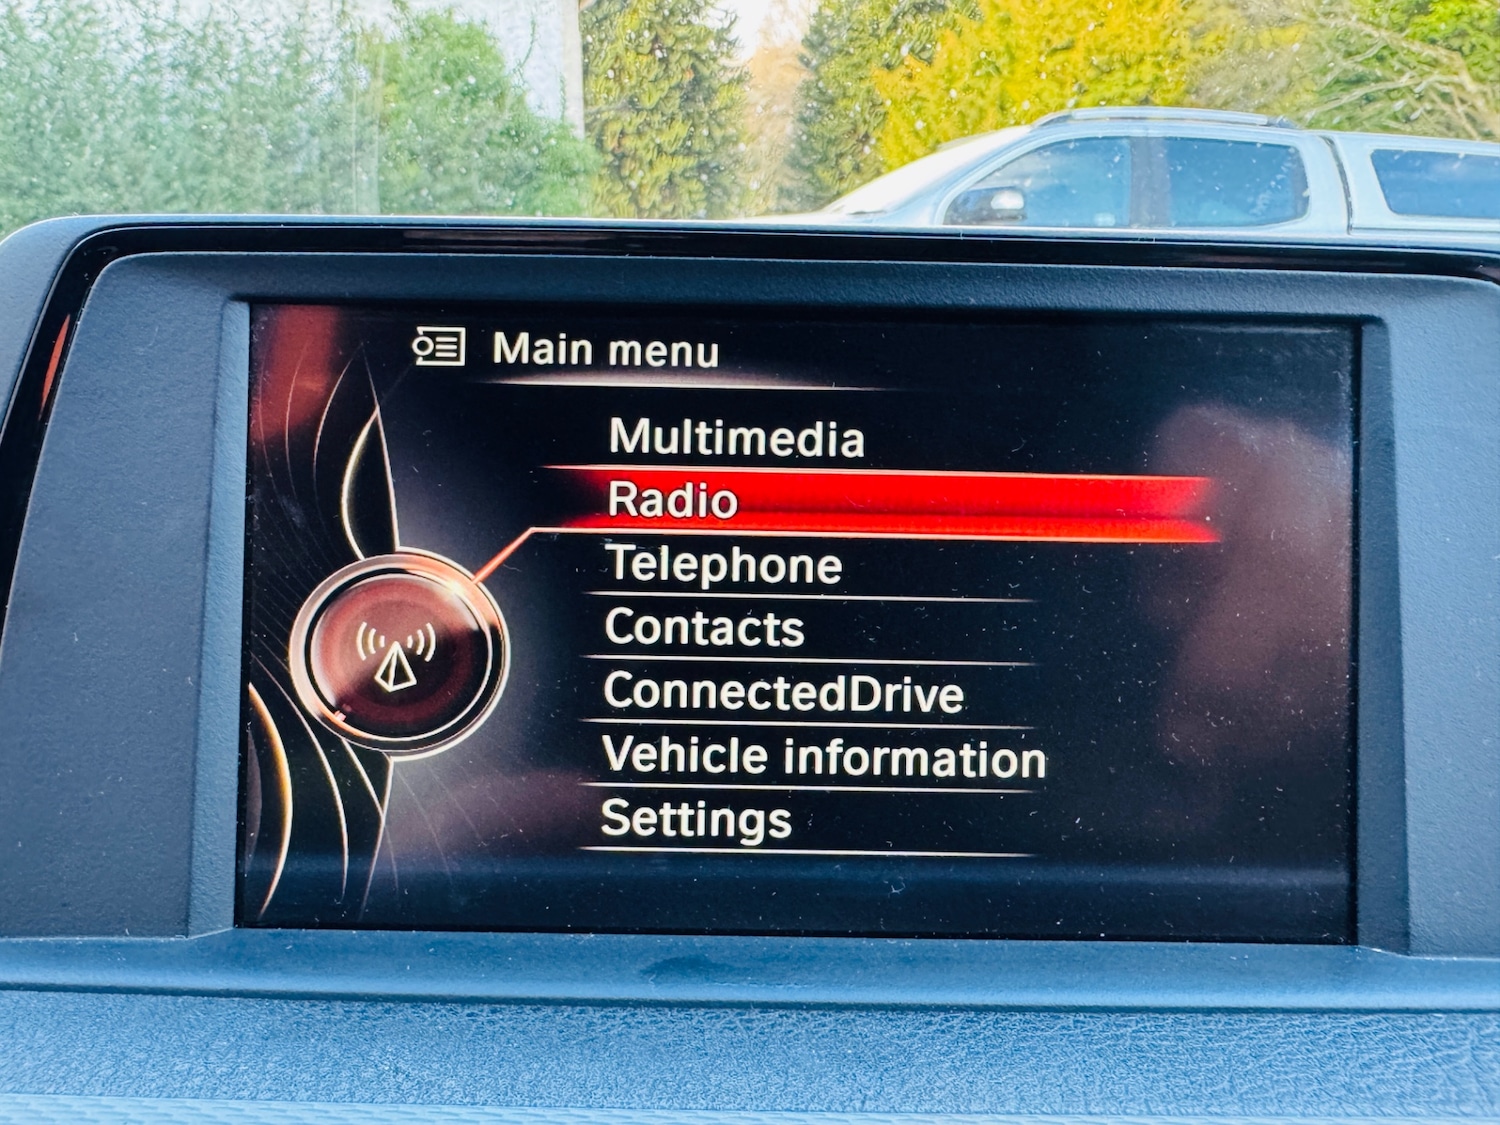 Main menu
Multimedia
Radio
Telephone
Contacts
ConnectedDrive
Vehicle information
Settings